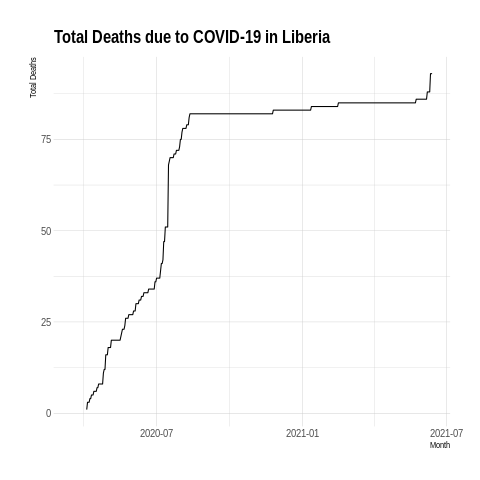 Total Deaths due to COVID-19 in Liberia
Total Deaths
75
50
25
0
2020-07
2021-01
2021-07
Month